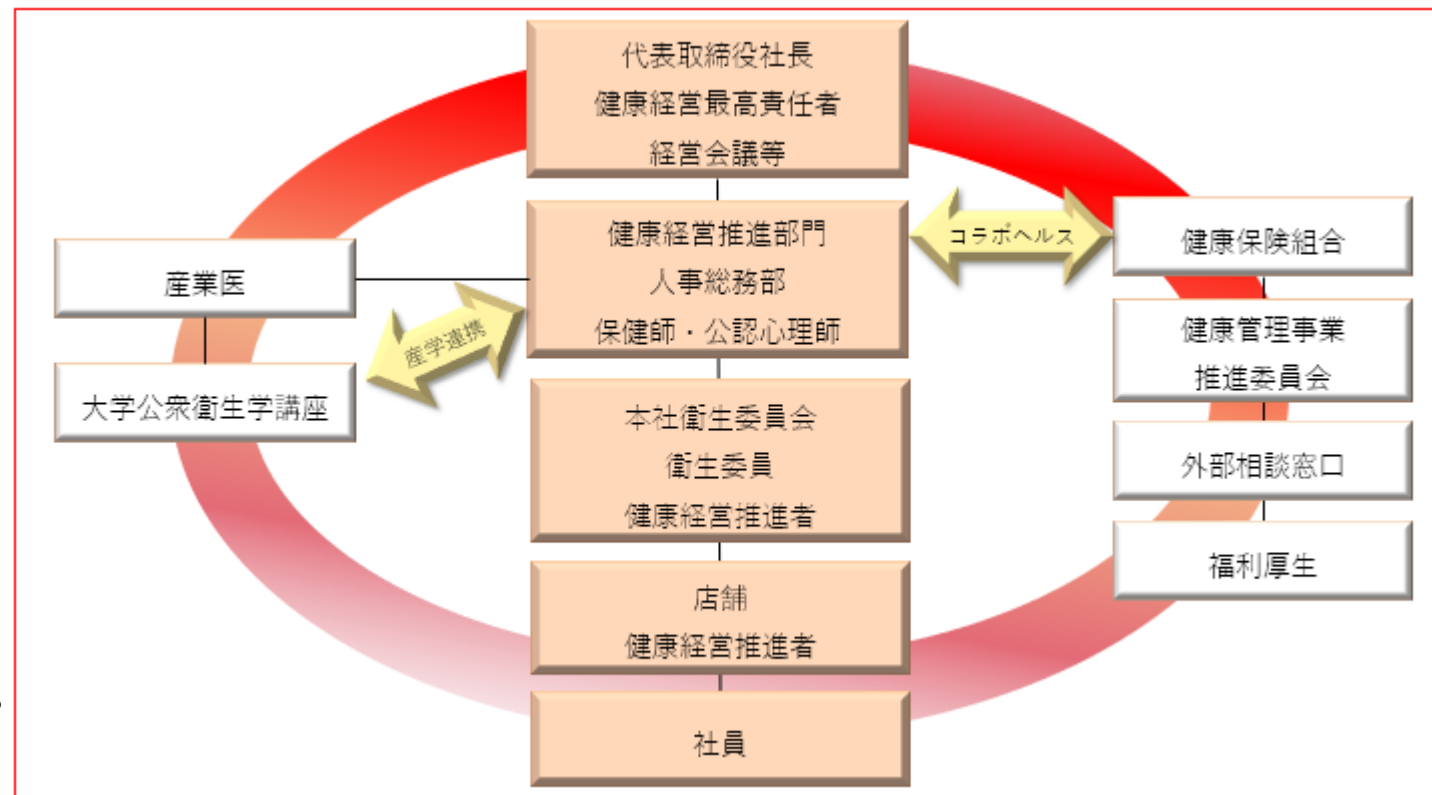 代表取締役社長
健康経営最高責任者
経営会議等
健康経営推進部門
人事総務部
保健師・公認心理師
コラボヘルス
健康保険組合
産業医
産学連携
大学公衆衛生学講座
健康管理事業
推進委員会
本社衛生委員会
衛生委員
健康経営推進者
外部相談窓口
福利厚生
店舗
健康経営推進者
社員